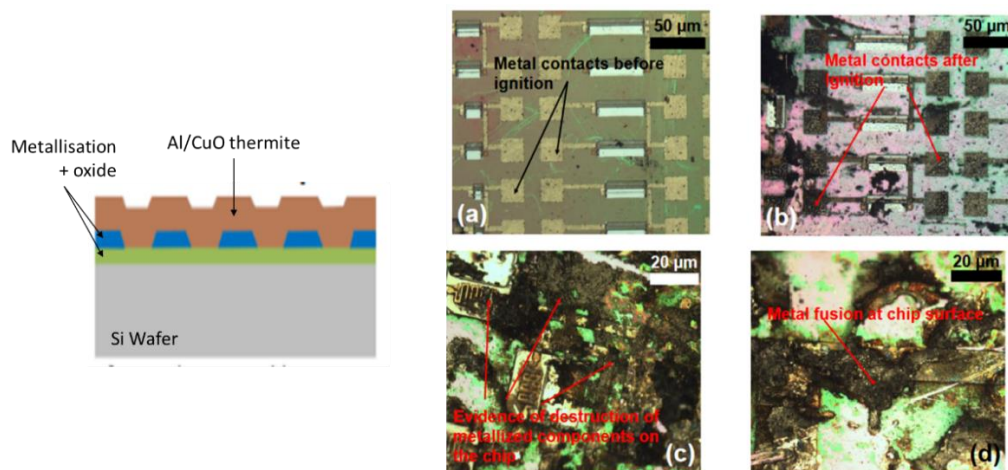 Metallisation
+ oxide
Al/CuO thermite
Si Wafer
50 µm
Metal contacts before
ignition
(a)
50 µm
Metal contacts after
ignition
(b)
20 µm
Evidence of destruction of
metallized components on
the chip
(c)
20 µm
Metal fusion at chip surface
(d)